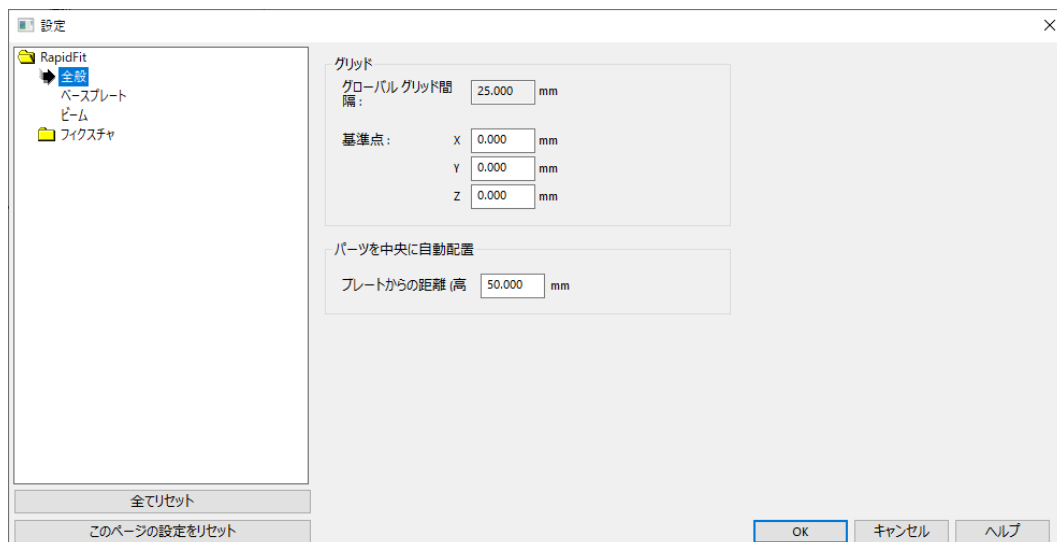 設定
RapidFit
全般
ベースプレート
ビーム
フィクスチャ
全てリセット
このページの設定をリセット
グリッド
グローバル グリッド間
隔 :
25.000 mm
基準点 : X 0.000 mm
Y 0.000 mm
Z 0.000 mm
パーツを中央に自動配置
プレートからの距離 (高 50.000 mm
OK キャンセル ヘルプ